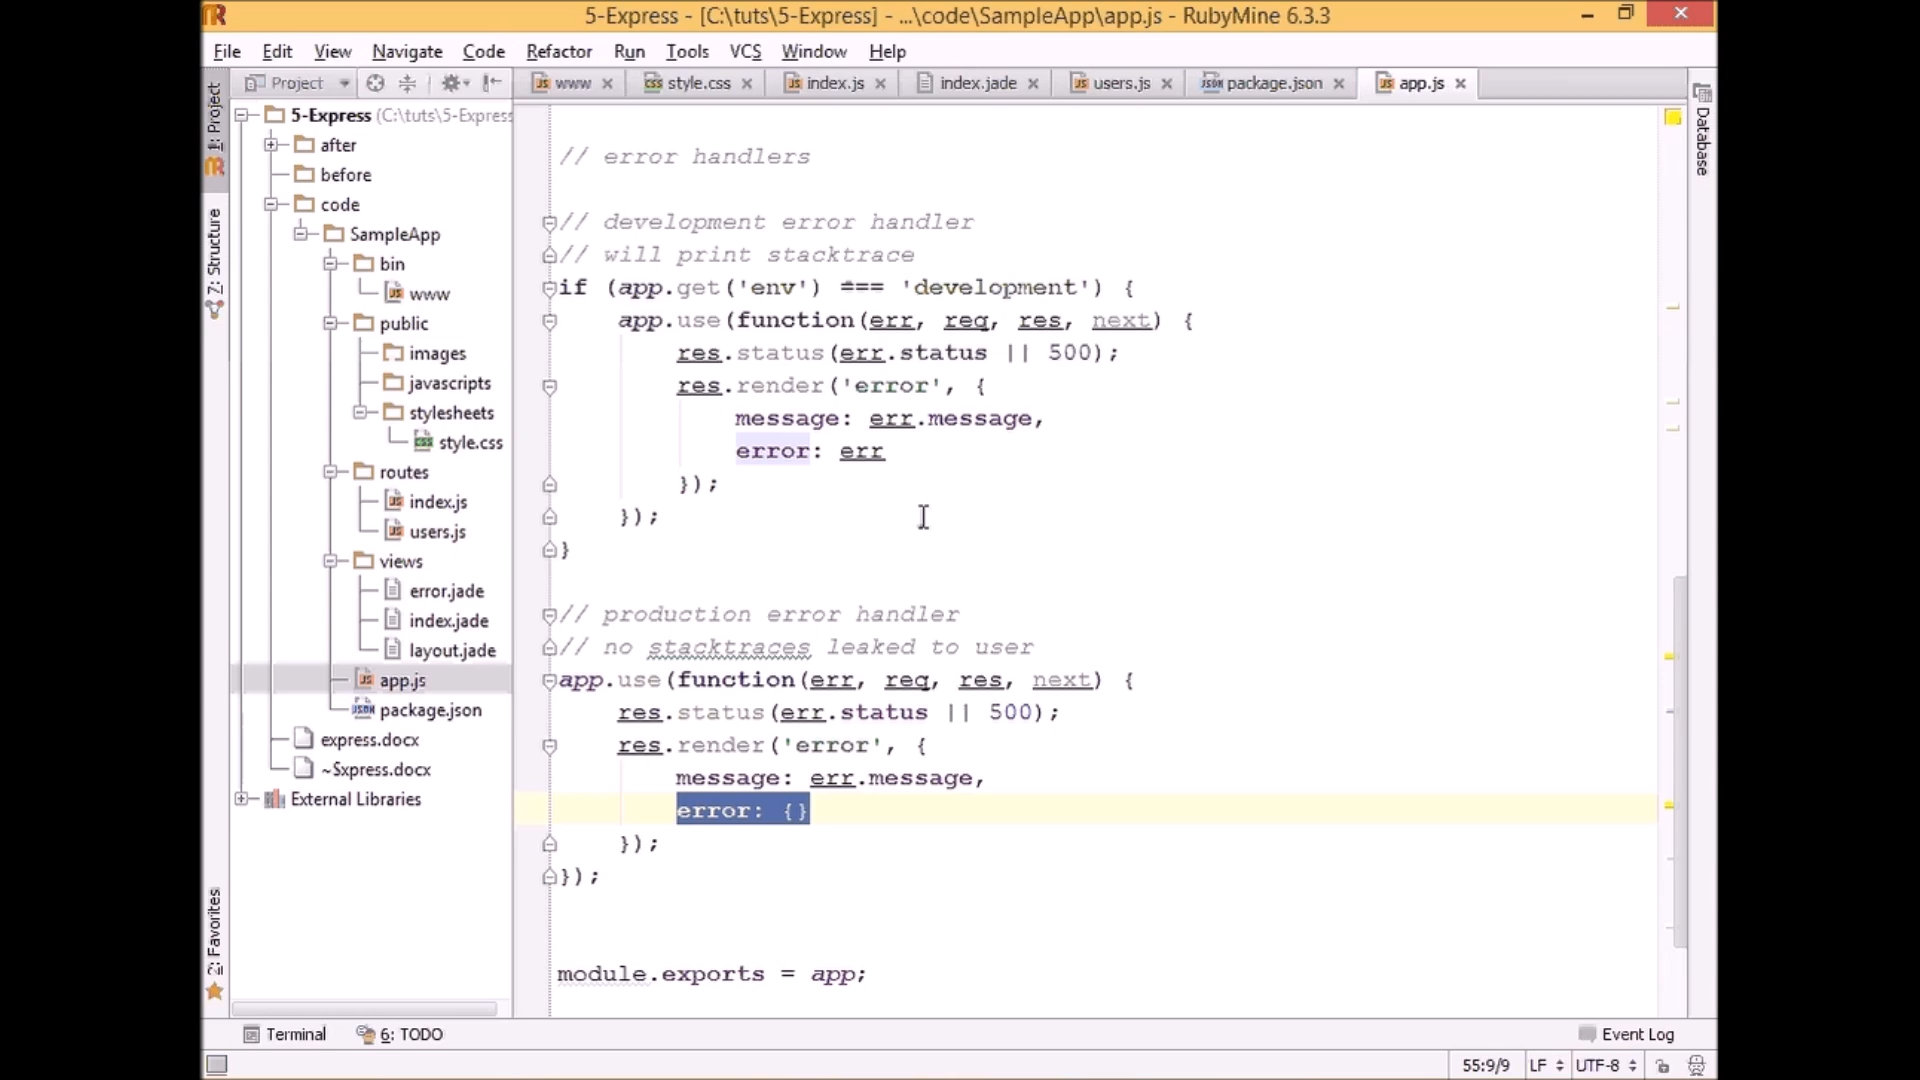 5-Express - [C:\tuts\5-Express] - ...\code\SampleApp\app.js - RubyMine 6.3.3
File Edit View Navigate Code Refactor Run Tools VCS Window Help
Project www style.css index.js index.jade users.js package.json app.js
1: Project
7: Structure
2: Favorites
Database
5-Express (C:\tuts\5-Express
after
before
code
SampleApp
bin
www
public
images
javascripts
stylesheets
style.css
routes
index.js
users.js
views
error.jade
index.jade
layout.jade
app.js
package.json
express.docx
~$xpress.docx
External Libraries
// error handlers
// development error handler
// will print stacktrace
if (app.get('env') === 'development') {
app.use(function(err, req, res, next) {
res.status(err.status || 500);
res.render('error', {
message: err.message,
error: err
});
});
}
// production error handler
// no stacktraces leaked to user
app.use(function(err, req, res, next) {
res.status(err.status || 500);
res.render('error', {
message: err.message,
error: {}
});
});
module.exports = app;
Terminal 6: TODO Event Log
55:9/9 LF UTF-8